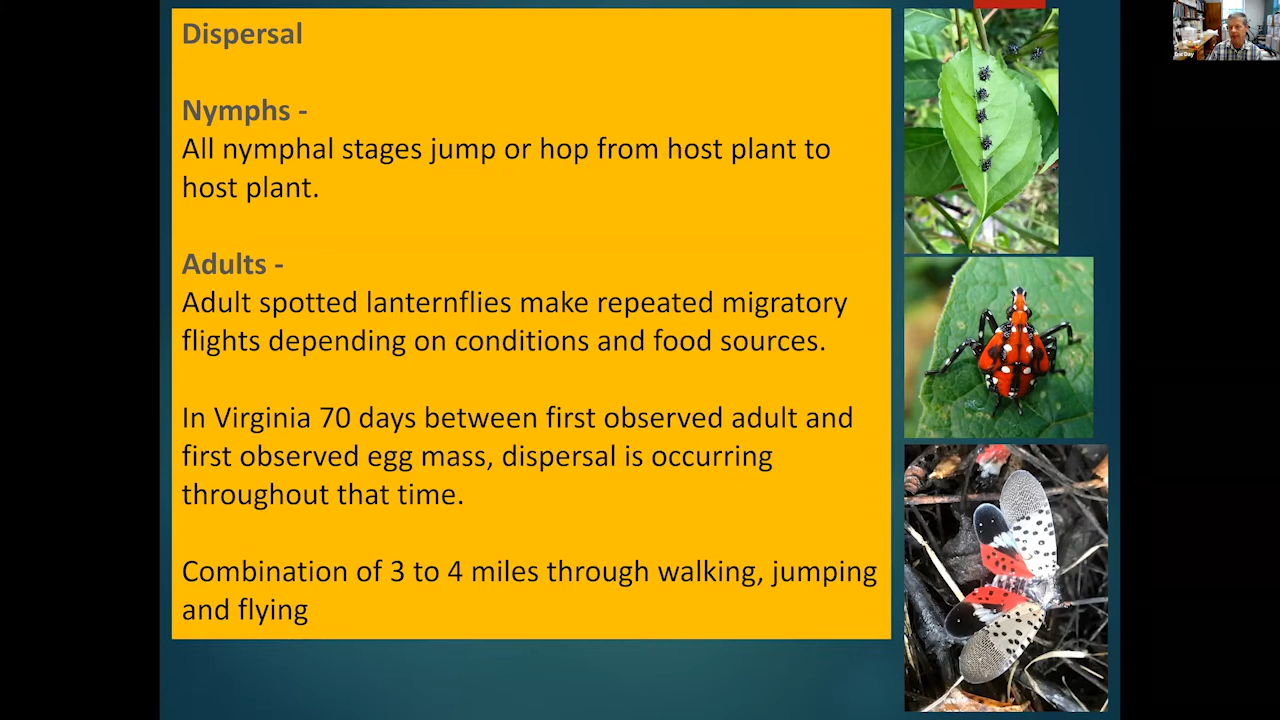 Dispersal
Nymphs -
All nymphal stages jump or hop from host plant to
host plant.
Adults -
Adult spotted lanternflies make repeated migratory
flights depending on conditions and food sources.
In Virginia 70 days between first observed adult and
first observed egg mass, dispersal is occurring
throughout that time.
Combination of 3 to 4 miles through walking, jumping
and flying
Eric Day